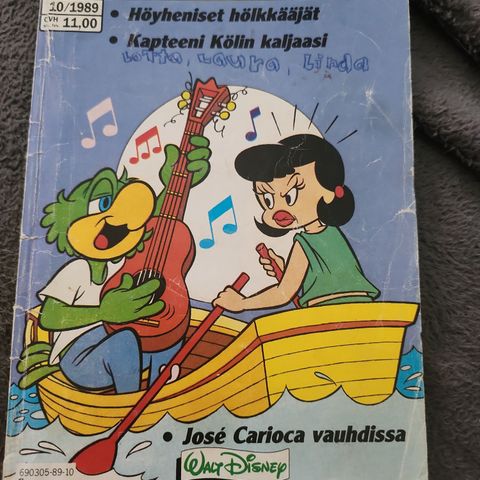 10/1989
CVH 11,00
• Höyheniset hölkkääjät
• Kapteeni Kölin kaljaasi
Lotta, Laura, Linda
• José Carioca vauhdissa
WALT DISNEY
690305-89-10